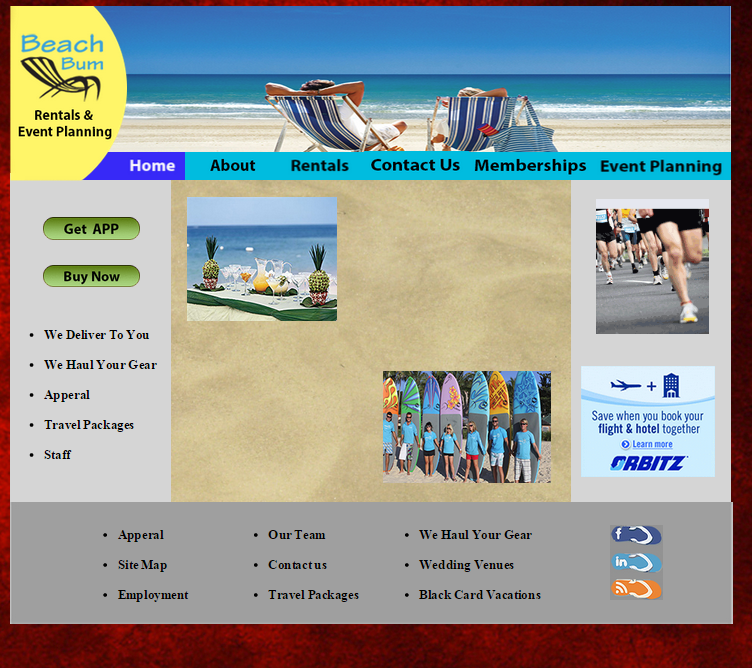 Beach
Bum
Rentals &
Event Planning
Home About Rentals Contact Us Memberships Event Planning
Get APP
Buy Now
We Deliver To You
We Haul Your Gear
Apperal
Travel Packages
Staff
Save when you book your
flight & hotel together
Learn more
ORBITZ
Apperal
Site Map
Employment
Our Team
Contact us
Travel Packages
We Haul Your Gear
Wedding Venues
Black Card Vacations
f
in